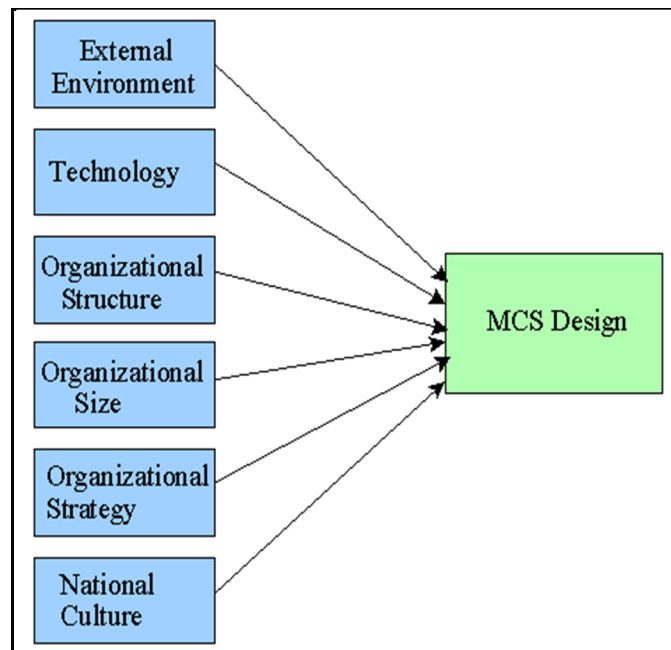 External
Environment
Technology
Organizational
Structure
MCS Design
Organizational
Size
Organizational
Strategy
National
Culture